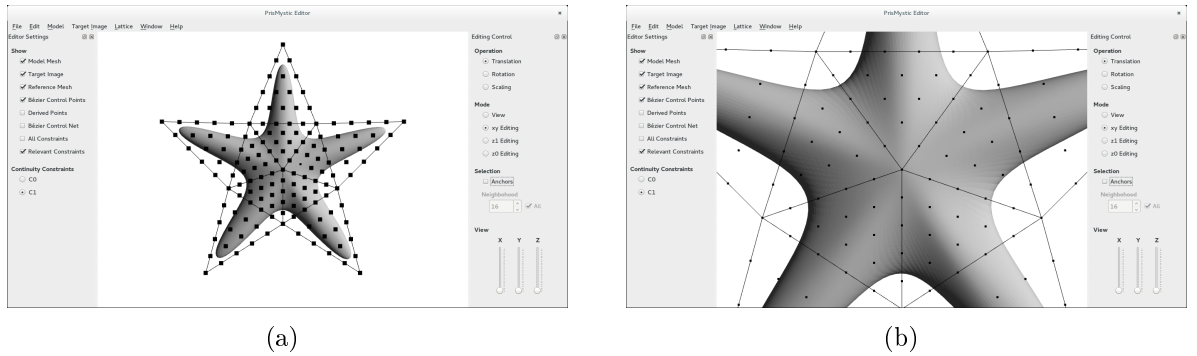 PrisMystic Editor
File Edit Model Target Image Lattice Window Help
Editor Settings
Show
Model Mesh
Target Image
Reference Mesh
Bézier Control Points
Derived Points
Bézier Control Net
All Constraints
Relevant Constraints
Continuity Constraints
C0
C1
Editing Control
Operation
Translation
Rotation
Scaling
Mode
View
xy Editing
z1 Editing
z0 Editing
Selection
Anchors
Neighborhood
16 All
View
X Y Z
(a)
PrisMystic Editor
File Edit Model Target Image Lattice Window Help
Editor Settings
Show
Model Mesh
Target Image
Reference Mesh
Bézier Control Points
Derived Points
Bézier Control Net
All Constraints
Relevant Constraints
Continuity Constraints
C0
C1
Editing Control
Operation
Translation
Rotation
Scaling
Mode
View
xy Editing
z1 Editing
z0 Editing
Selection
Anchors
Neighborhood
16 All
View
X Y Z
(b)